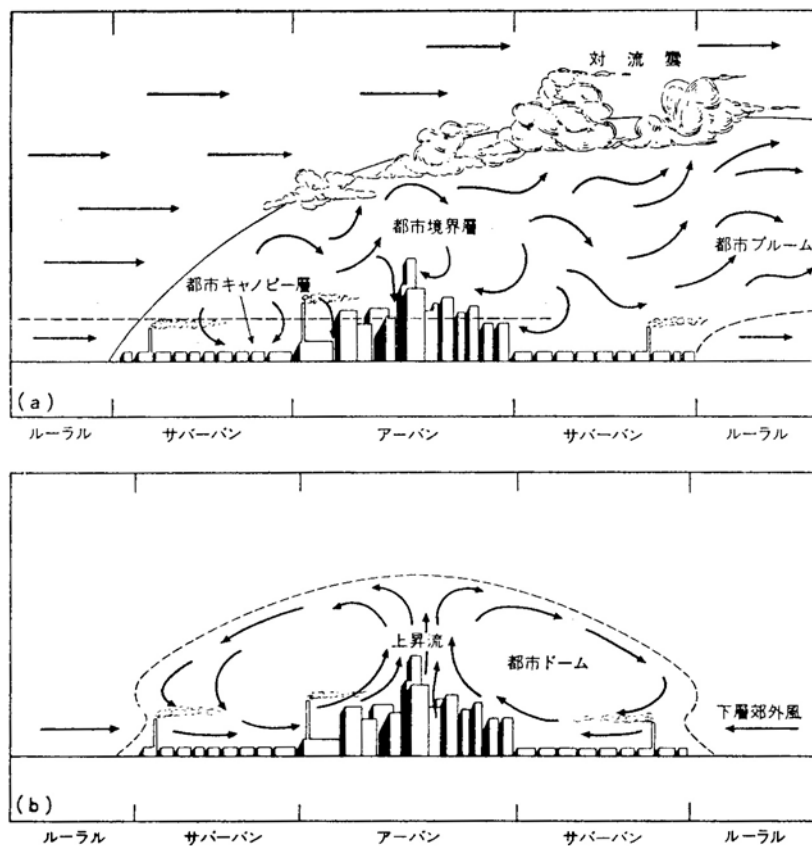 対流雲
都市境界層
都市プルーム
都市キャノピー層
(a)
ルーラル サバーバン アーバン サバーバン ルーラル
上昇流
都市ドーム
下層郊外風
(b)
ルーラル サバーバン アーバン サバーバン ルーラル